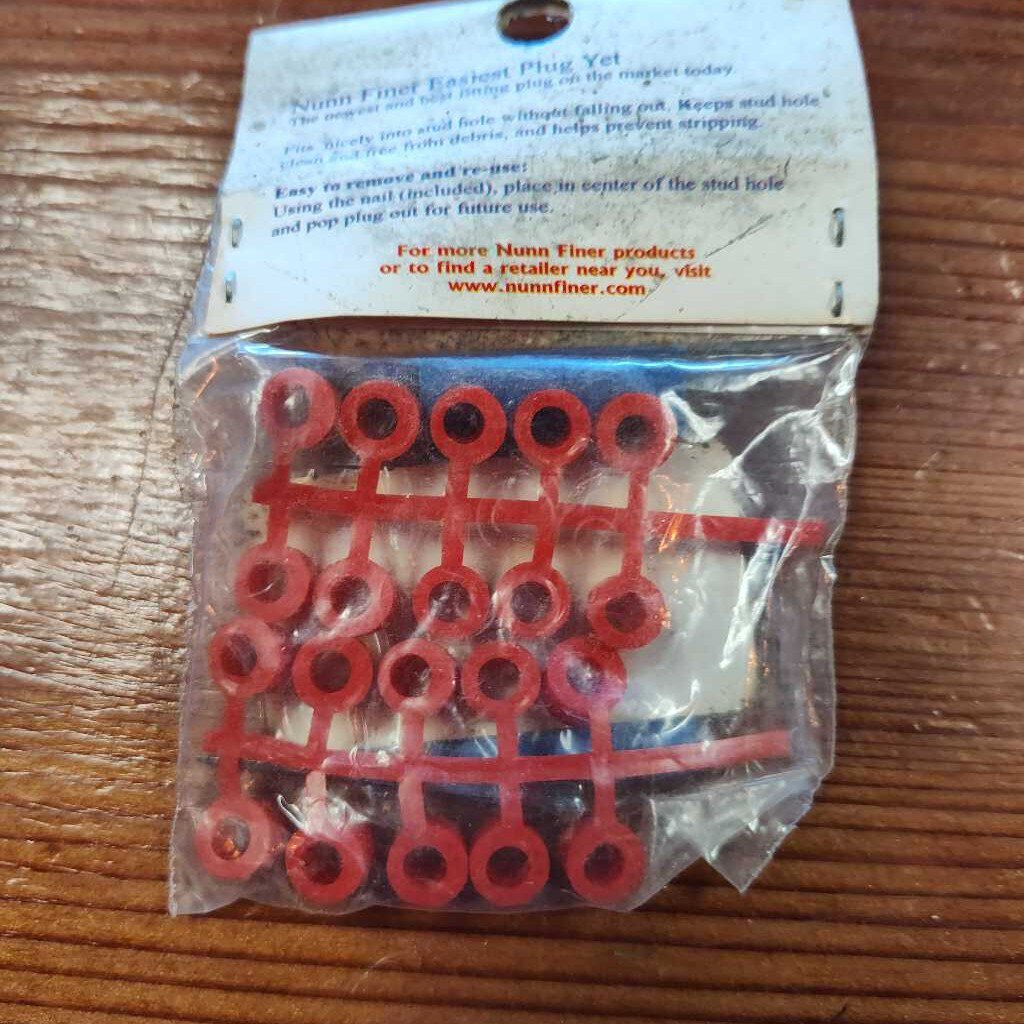 Nunn Finer Easiest Plug Yet
The newest and best fitting plug on the market today.
Fits nicely into stud hole without falling out. Keeps stud hole
clean and free from debris, and helps prevent stripping.
Easy to remove and re-use:
Using the nail (included), place in center of the stud hole
and pop plug out for future use.
For more Nunn Finer products
or to find a retailer near you, visit
www.nunnfiner.com